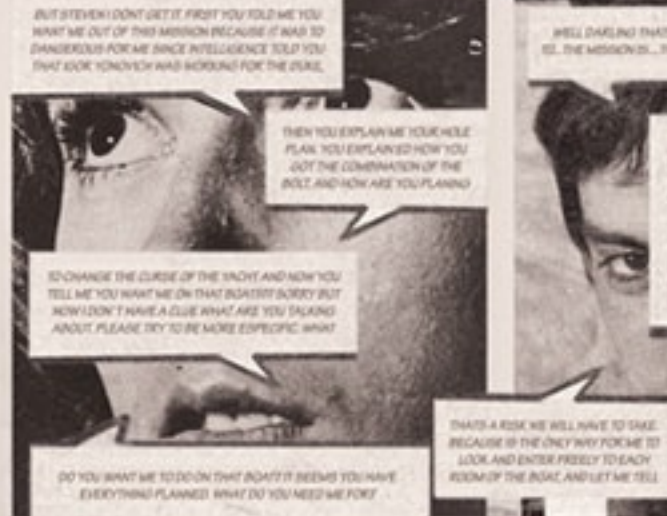 BUT STEVEN I DONT GET IT. FIRST YOU TOLD ME YOU
WANT ME OUT OF THIS MISSION BECAUSE IT WAS TO
DANGEROUS FOR ME SINCE INTELLIGENCE TOLD YOU
THAT IGOR YONOVICH WAS WORKING FOR THE DUKE,
THEN YOU EXPLAIN ME YOUR HOLE
PLAN. YOU EXPLAIN ED HOW YOU
GOT THE COMBINATION OF THE
BOLT, AND HOW ARE YOU PLANING
TO CHANGE THE CURSE OF THE YACHT, AND NOW YOU
TELL ME YOU WANT ME ON THAT BOAT?!! SORRY BUT
NOW I DON´T HAVE A CLUE WHAT ARE YOU TALKING
ABOUT. PLEASE TRY TO BE MORE ESPECIFIC. WHAT
DO YOU WANT ME TO DO ON THAT BOAT? IT SEEMS YOU HAVE
EVERYTHING PLANNED. WHAT DO YOU NEED ME FOR?
WELL DARLING THAT
THE MISSION IS...
THATS A RISK WE WILL HAVE TO TAKE.
BECAUSE IS THE ONLY WAY FOR ME TO
LOOK AND ENTER FREELY TO EACH
ROOM OF THE BOAT, AND LET ME TELL